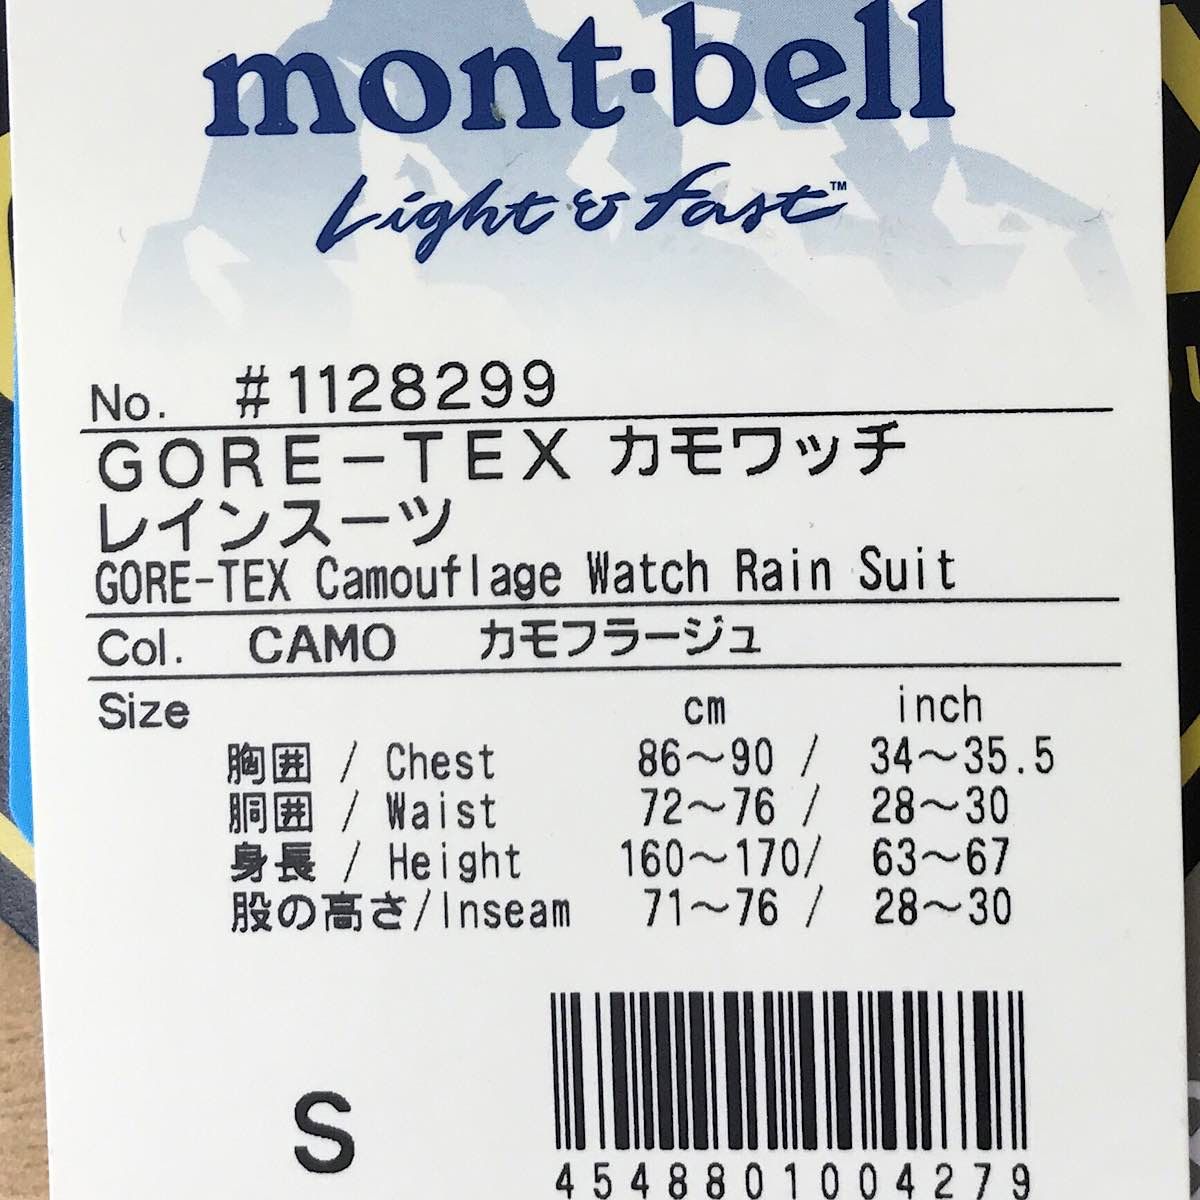 mont-bell
Light & Fast™
No. #1128299
GORE-TEX カモワッチ
レインスーツ
GORE-TEX Camouflage Watch Rain Suit
Col. CAMO カモフラージュ
Size cm inch
胸囲 / Chest 86～90 / 34～35.5
胴囲 / Waist 72～76 / 28～30
身長 / Height 160～170/ 63～67
股の高さ/Inseam 71～76 / 28～30
S
4548801004279